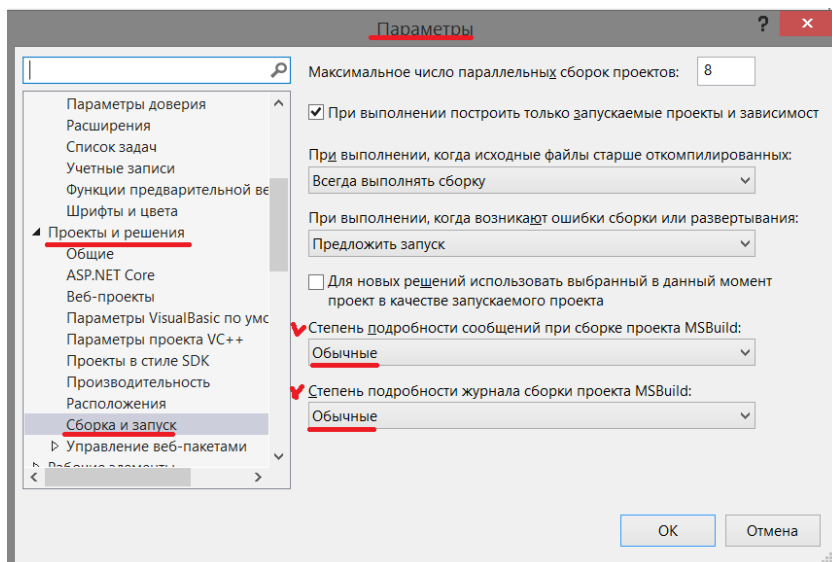 Параметры
?
Параметры доверия
Расширения
Список задач
Учетные записи
Функции предварительной ве
Шрифты и цвета
Проекты и решения
Общие
ASP.NET Core
Веб-проекты
Параметры VisualBasic по умс
Параметры проекта VC++
Проекты в стиле SDK
Производительность
Расположения
Сборка и запуск
Управление веб-пакетами
Рабочие элементы
Максимальное число параллельных сборок проектов: 8
При выполнении построить только запускаемые проекты и зависимост
При выполнении, когда исходные файлы старше откомпилированных:
Всегда выполнять сборку
При выполнении, когда возникают ошибки сборки или развертывания:
Предложить запуск
Для новых решений использовать выбранный в данный момент
проект в качестве запускаемого проекта
Степень подробности сообщений при сборке проекта MSBuild:
Обычные
Степень подробности журнала сборки проекта MSBuild:
Обычные
ОК
Отмена